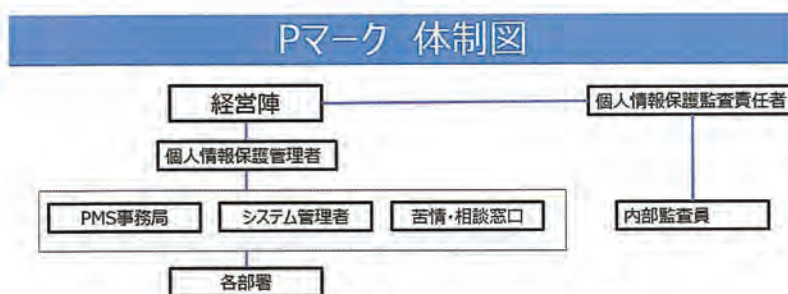 Pマーク 体制図
経営陣
個人情報保護監査責任者
個人情報保護管理者
PMS事務局
システム管理者
苦情・相談窓口
内部監査員
各部署